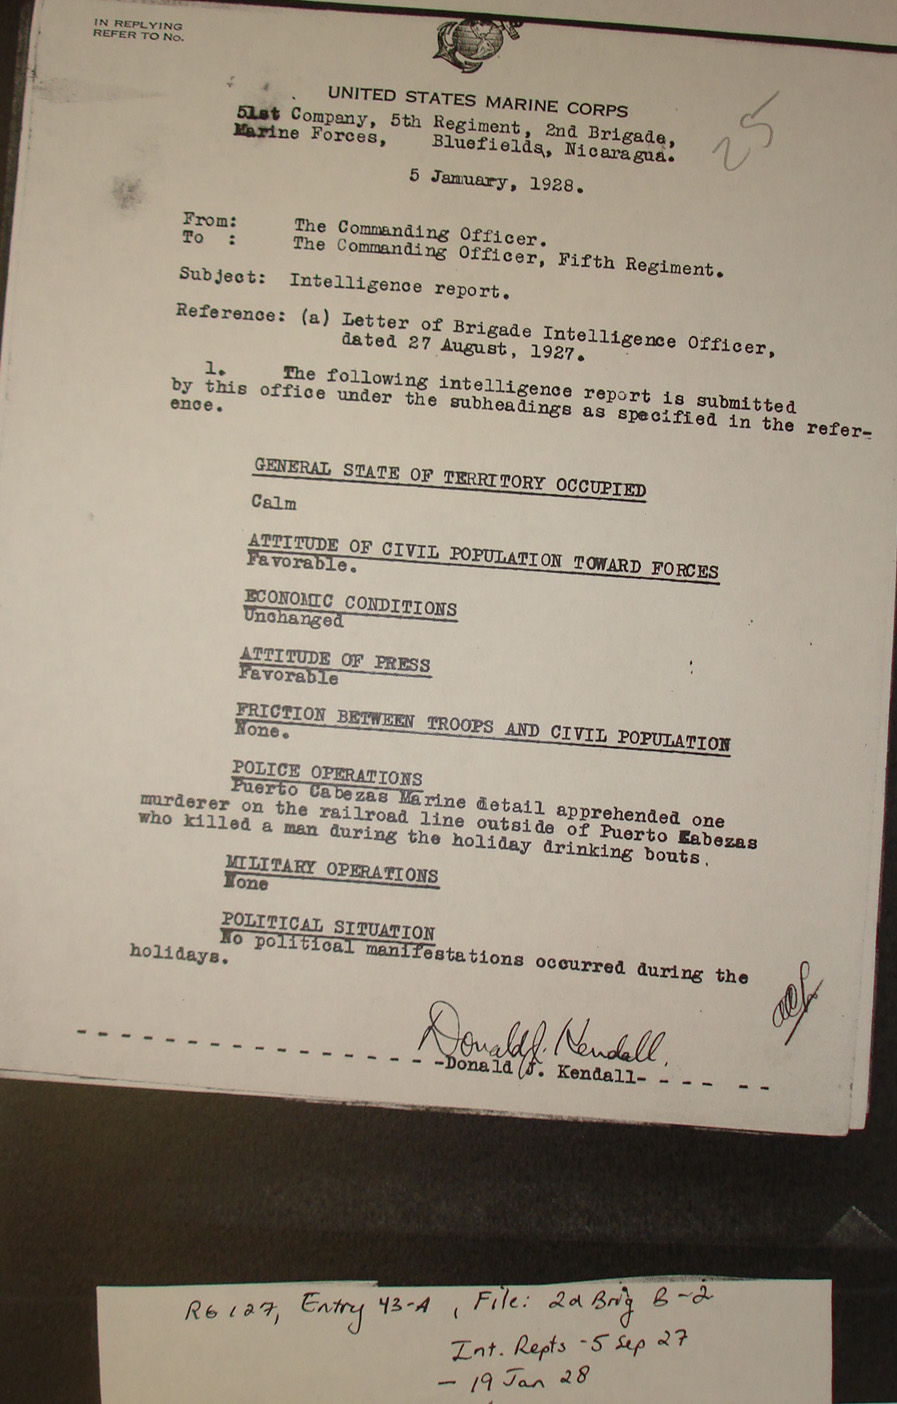 IN REPLYING
REFER TO No.
UNITED STATES MARINE CORPS
51st Company, 5th Regiment, 2nd Brigade,
Marine Forces, Bluefields, Nicaragua.
25
5 January, 1928.
From: The Commanding Officer.
To : The Commanding Officer, Fifth Regiment.
Subject: Intelligence report.
Reference: (a) Letter of Brigade Intelligence Officer,
dated 27 August, 1927.
1. The following intelligence report is submitted
by this office under the subheadings as specified in the refer-
ence.
GENERAL STATE OF TERRITORY OCCUPIED
Calm
ATTITUDE OF CIVIL POPULATION TOWARD FORCES
Favorable.
ECONOMIC CONDITIONS
Unchanged
ATTITUDE OF PRESS
Favorable
FRICTION BETWEEN TROOPS AND CIVIL POPULATION
None.
POLICE OPERATIONS
Puerto Cabezas Marine detail apprehended one
murderer on the railroad line outside of Puerto Cabezas
who killed a man during the holiday drinking bouts.
MILITARY OPERATIONS
None
POLITICAL SITUATION
No political manifestations occurred during the
holidays.
Donald J. Kendall.
- - - - - - - - - - - - - - - - - - - -Donald J. Kendall- - - - - -
RG 127, Entry 43-A, File: 2d Brig B-2
Int. Repts - 5 Sep 27
- 19 Jan 28